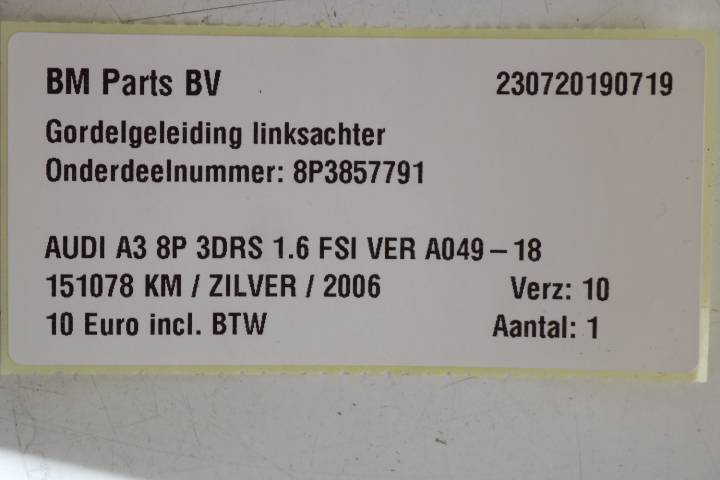 BM Parts BV 230720190719
Gordelgeleiding linksachter
Onderdeelnummer: 8P3857791
AUDI A3 8P 3DRS 1.6 FSI VER A049-18
151078 KM / ZILVER / 2006 Verz: 10
10 Euro incl. BTW Aantal: 1